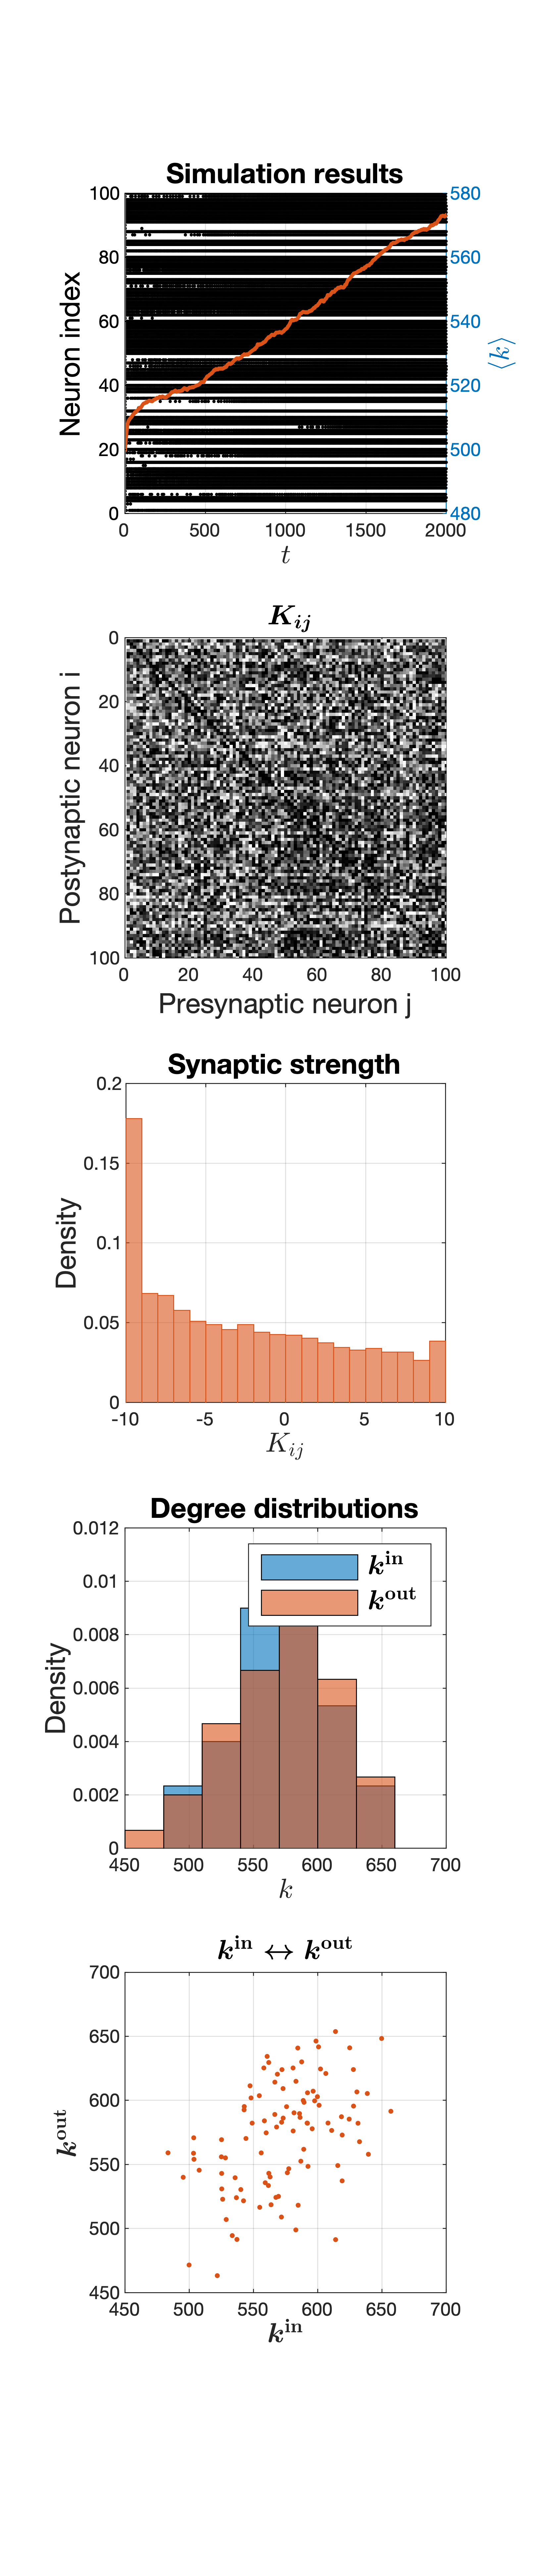 Simulation results
100
80
60
40
20
0
Neuron index
580
560
540
520
500
480
⟨k⟩
0 500 1000 1500 2000
t
K_ij
0
20
40
60
80
100
Postynaptic neuron i
0 20 40 60 80 100
Presynaptic neuron j
Synaptic strength
0.2
0.15
0.1
0.05
0
Density
-10 -5 0 5 10
K_ij
Degree distributions
0.012
0.01
0.008
0.006
0.004
0.002
0
Density
k^in
k^out
450 500 550 600 650 700
k
k^in ↔ k^out
700
650
600
550
500
450
k^out
450 500 550 600 650 700
k^in